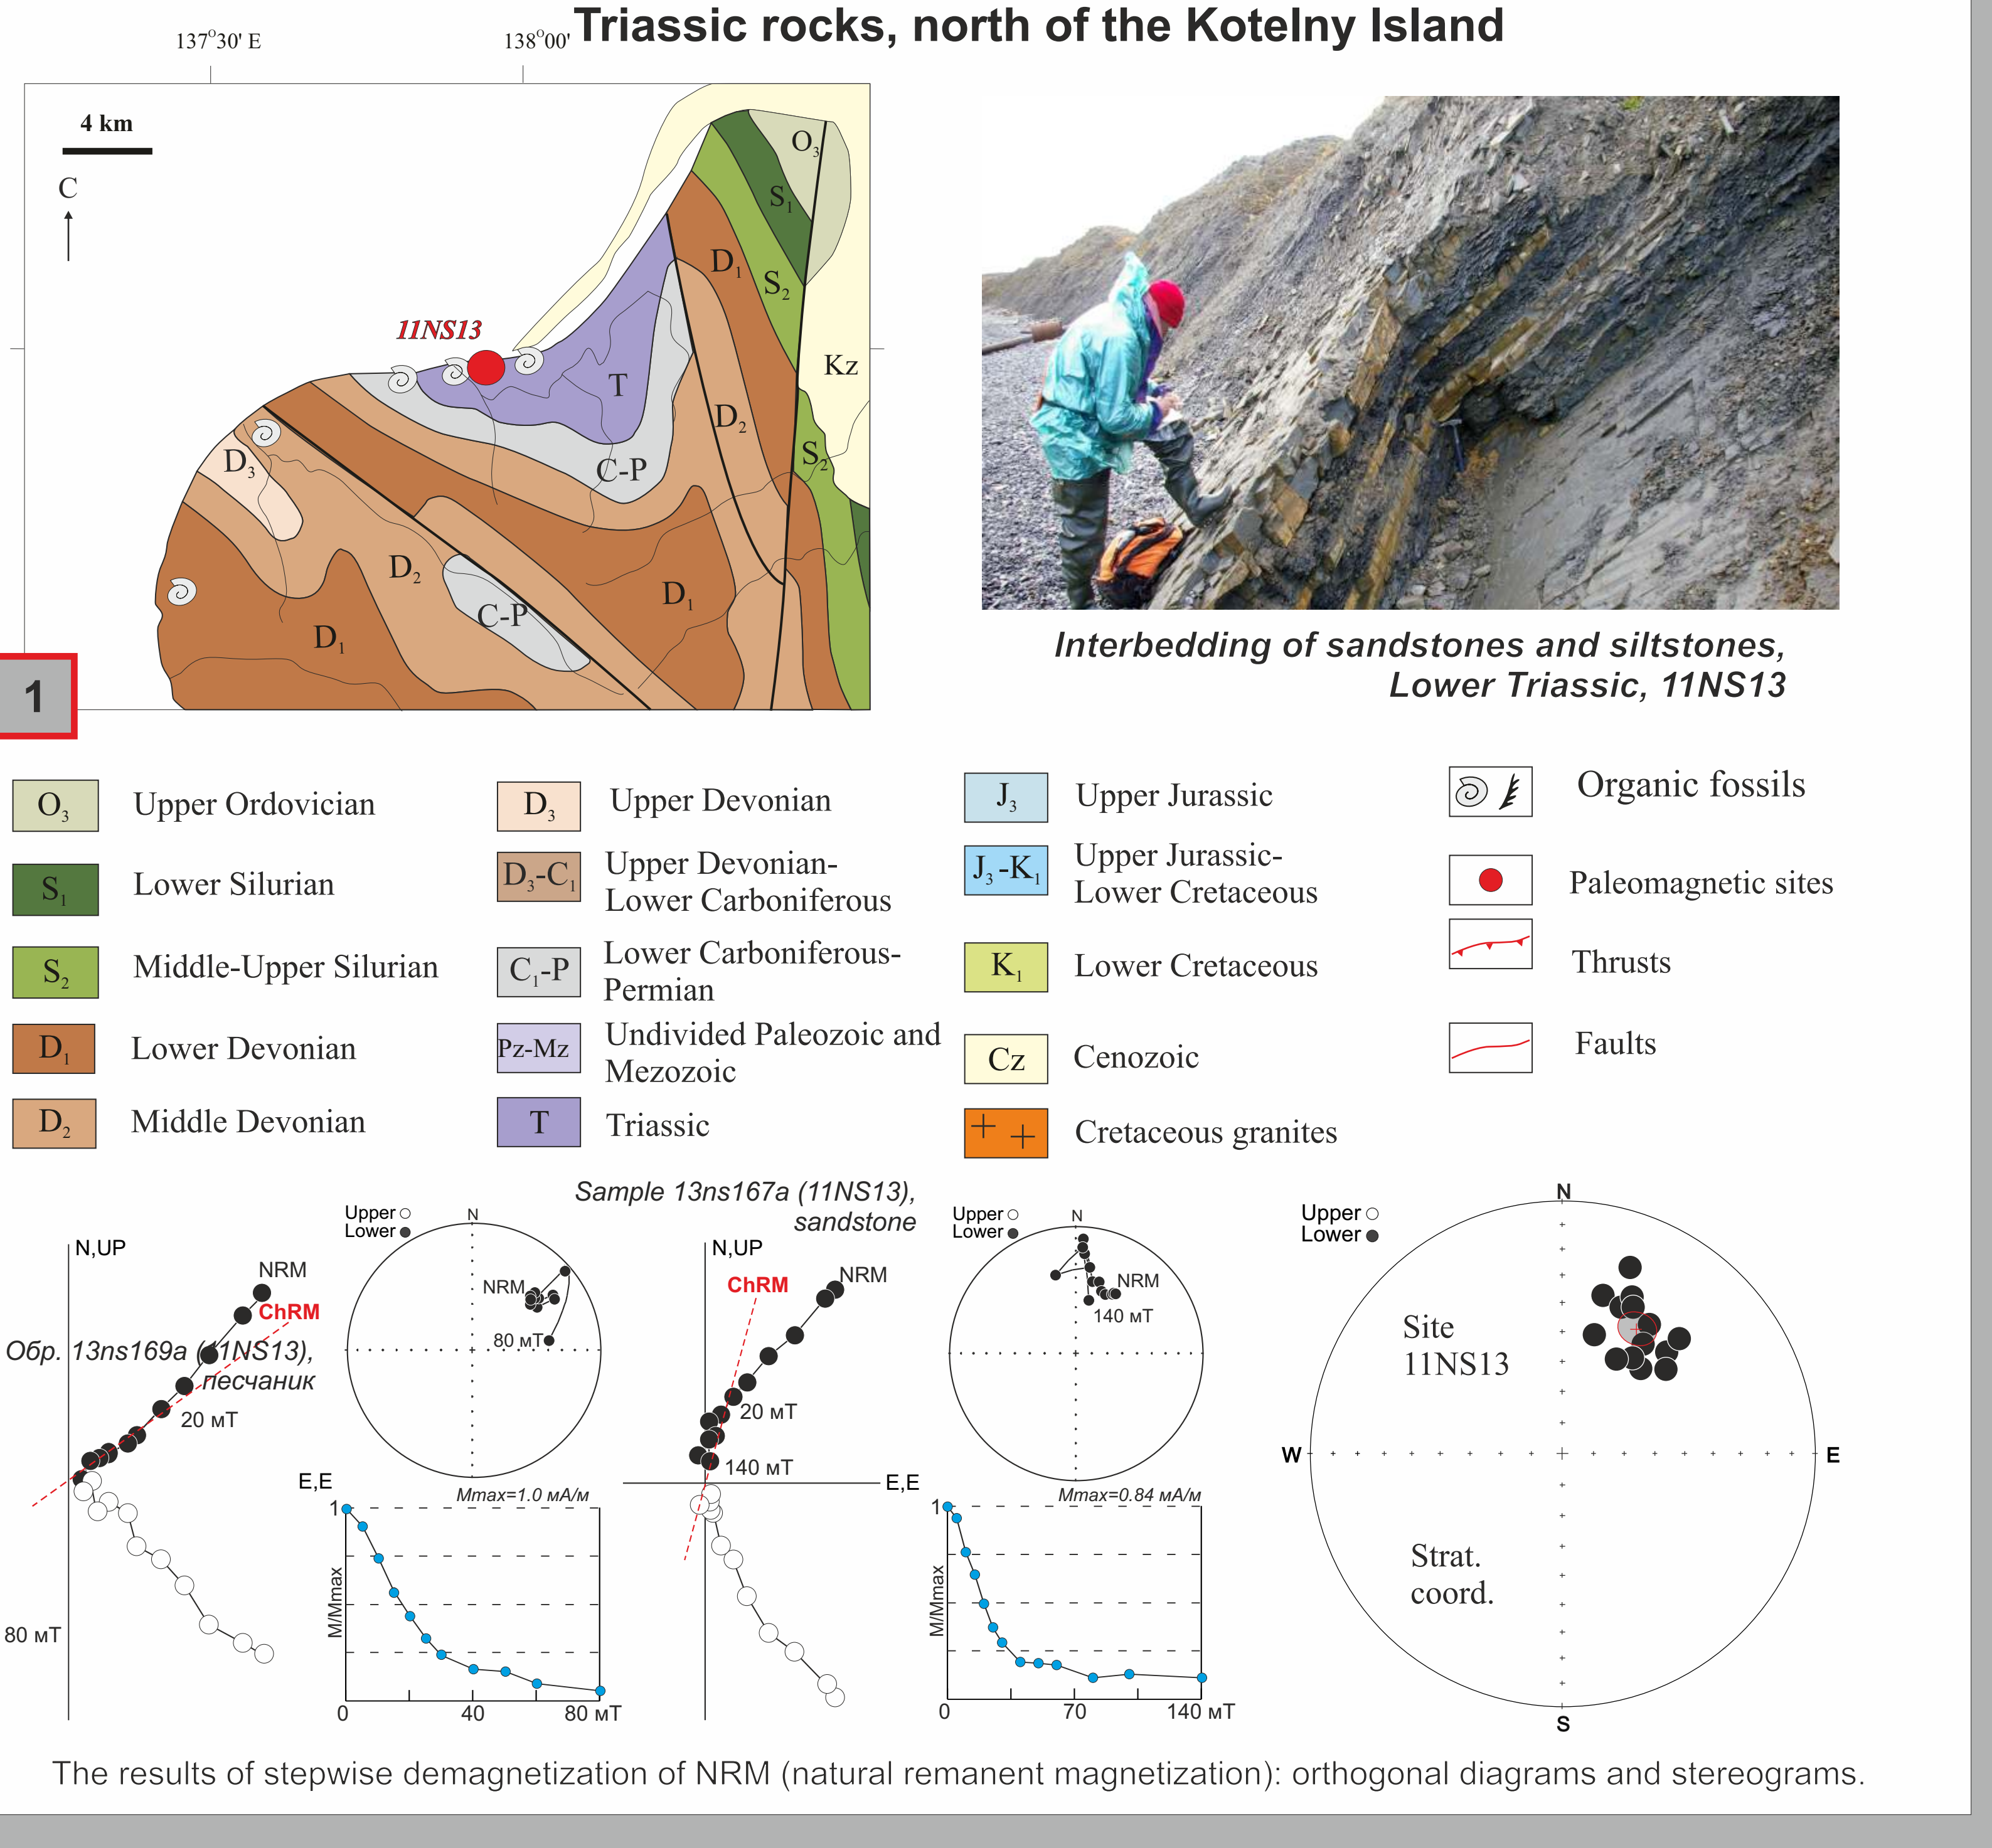 Triassic rocks, north of the Kotelny Island
137°30' E
138°00'
4 km
C
O3
S1
D1
S2
11NS13
Kz
T
D2
S2
D3
C-P
D2
D1
C-P
D1
1
Interbedding of sandstones and siltstones,
Lower Triassic, 11NS13
O3 Upper Ordovician
S1 Lower Silurian
S2 Middle-Upper Silurian
D1 Lower Devonian
D2 Middle Devonian
D3 Upper Devonian
D3-C1 Upper Devonian-
Lower Carboniferous
C1-P Lower Carboniferous-
Permian
Pz-Mz Undivided Paleozoic and
Mezozoic
T Triassic
J3 Upper Jurassic
J3-K1 Upper Jurassic-
Lower Cretaceous
K1 Lower Cretaceous
Cz Cenozoic
+ + Cretaceous granites
Organic fossils
Paleomagnetic sites
Thrusts
Faults
N,UP
NRM
ChRM
Обр. 13ns169a (11NS13),
песчаник
20 мТ
E,E
80 мТ
Upper
Lower
N
NRM
80 мТ
Mmax=1.0 мА/м
1
M/Mmax
0 40 80 мТ
Sample 13ns167a (11NS13),
sandstone
N,UP
ChRM
NRM
20 мТ
140 мТ
E,E
Upper
Lower
N
NRM
140 мТ
Mmax=0.84 мА/м
1
M/Mmax
0 70 140 мТ
Upper
Lower
N
Site
11NS13
W
E
Strat.
coord.
S
The results of stepwise demagnetization of NRM (natural remanent magnetization): orthogonal diagrams and stereograms.